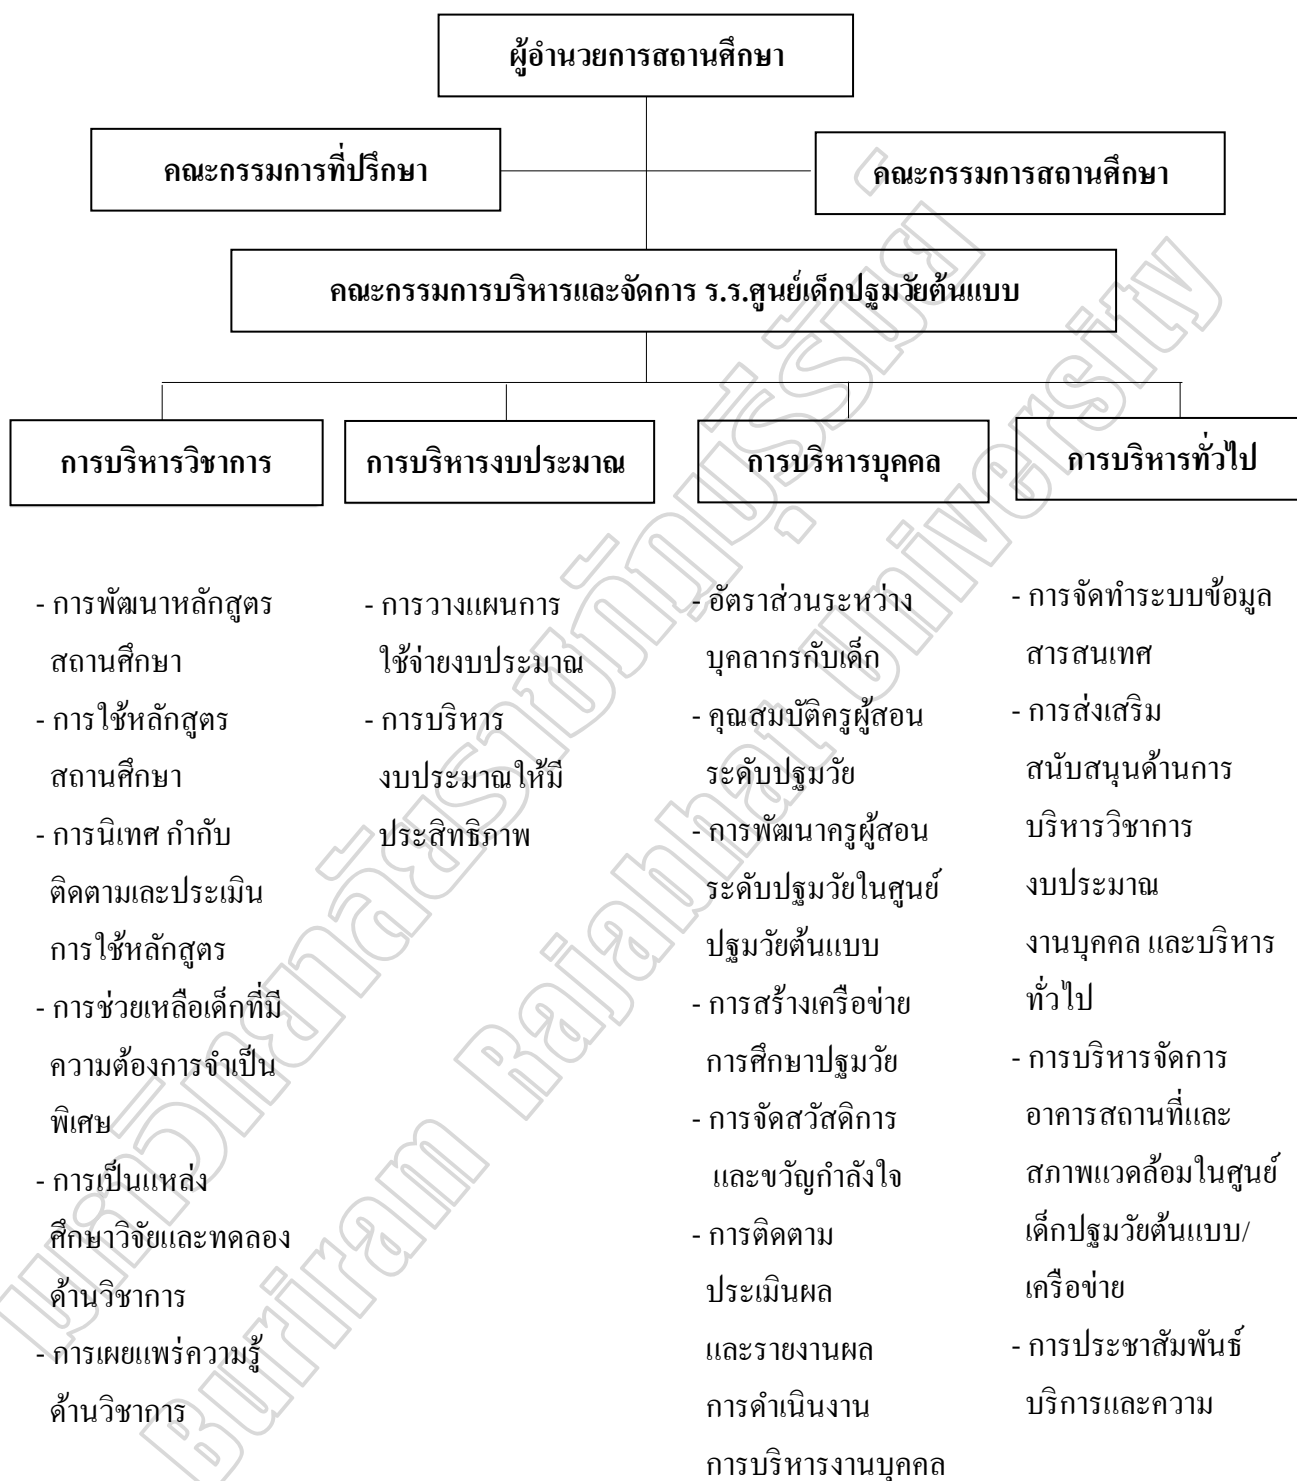 ผู้อำนวยการสถานศึกษา
คณะกรรมการที่ปรึกษา
คณะกรรมการสถานศึกษา
คณะกรรมการบริหารและจัดการ ร.ร.ศูนย์เด็กปฐมวัยต้นแบบ
การบริหารวิชาการ
การบริหารงบประมาณ
การบริหารบุคคล
การบริหารทั่วไป
- การพัฒนาหลักสูตร
สถานศึกษา
- การใช้หลักสูตร
สถานศึกษา
- การนิเทศ กำกับ
ติดตามและประเมิน
การใช้หลักสูตร
- การช่วยเหลือเด็กที่มี
ความต้องการจำเป็น
พิเศษ
- การเป็นแหล่ง
ศึกษาวิจัยและทดลอง
ด้านวิชาการ
- การเผยแพร่ความรู้
ด้านวิชาการ
- การวางแผนการ
ใช้จ่ายงบประมาณ
- การบริหาร
งบประมาณให้มี
ประสิทธิภาพ
- อัตราส่วนระหว่าง
บุคลากรกับเด็ก
- คุณสมบัติครูผู้สอน
ระดับปฐมวัย
- การพัฒนาครูผู้สอน
ระดับปฐมวัยในศูนย์
ปฐมวัยต้นแบบ
- การสร้างเครือข่าย
การศึกษาปฐมวัย
- การจัดสวัสดิการ
และขวัญกำลังใจ
- การติดตาม
ประเมินผล
และรายงานผล
การดำเนินงาน
การบริหารงานบุคคล
- การจัดทำระบบข้อมูล
สารสนเทศ
- การส่งเสริม
สนับสนุนด้านการ
บริหารวิชาการ
งบประมาณ
งานบุคคล และบริหาร
ทั่วไป
- การบริหารจัดการ
อาคารสถานที่และ
สภาพแวดล้อมในศูนย์
เด็กปฐมวัยต้นแบบ/
เครือข่าย
- การประชาสัมพันธ์
บริการและความ
มหาวิทยาลัยราชภัฏบุรีรัมย์
Buriram Rajabhat University